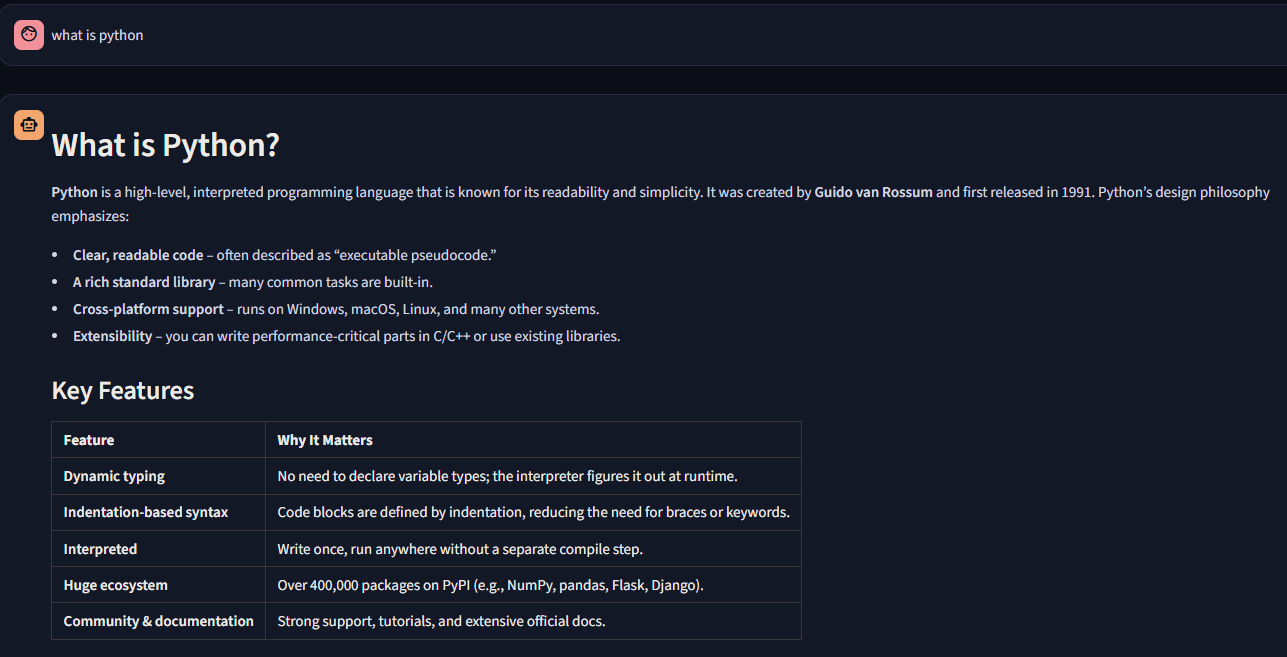 what is python
What is Python?
Python is a high-level, interpreted programming language that is known for its readability and simplicity. It was created by Guido van Rossum and first released in 1991. Python’s design philosophy
emphasizes:
• Clear, readable code – often described as “executable pseudocode.”
• A rich standard library – many common tasks are built-in.
• Cross-platform support – runs on Windows, macOS, Linux, and many other systems.
• Extensibility – you can write performance-critical parts in C/C++ or use existing libraries.
Key Features
Feature Why It Matters
Dynamic typing No need to declare variable types; the interpreter figures it out at runtime.
Indentation-based syntax Code blocks are defined by indentation, reducing the need for braces or keywords.
Interpreted Write once, run anywhere without a separate compile step.
Huge ecosystem Over 400,000 packages on PyPI (e.g., NumPy, pandas, Flask, Django).
Community & documentation Strong support, tutorials, and extensive official docs.